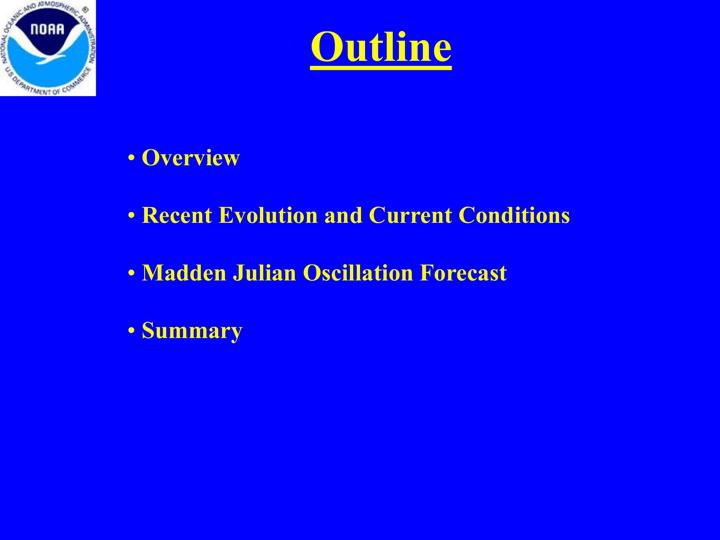 NATIONAL OCEANIC AND ATMOSPHERIC ADMINISTRATION
NOAA
U.S. DEPARTMENT OF COMMERCE
®
Outline
• Overview
• Recent Evolution and Current Conditions
• Madden Julian Oscillation Forecast
• Summary